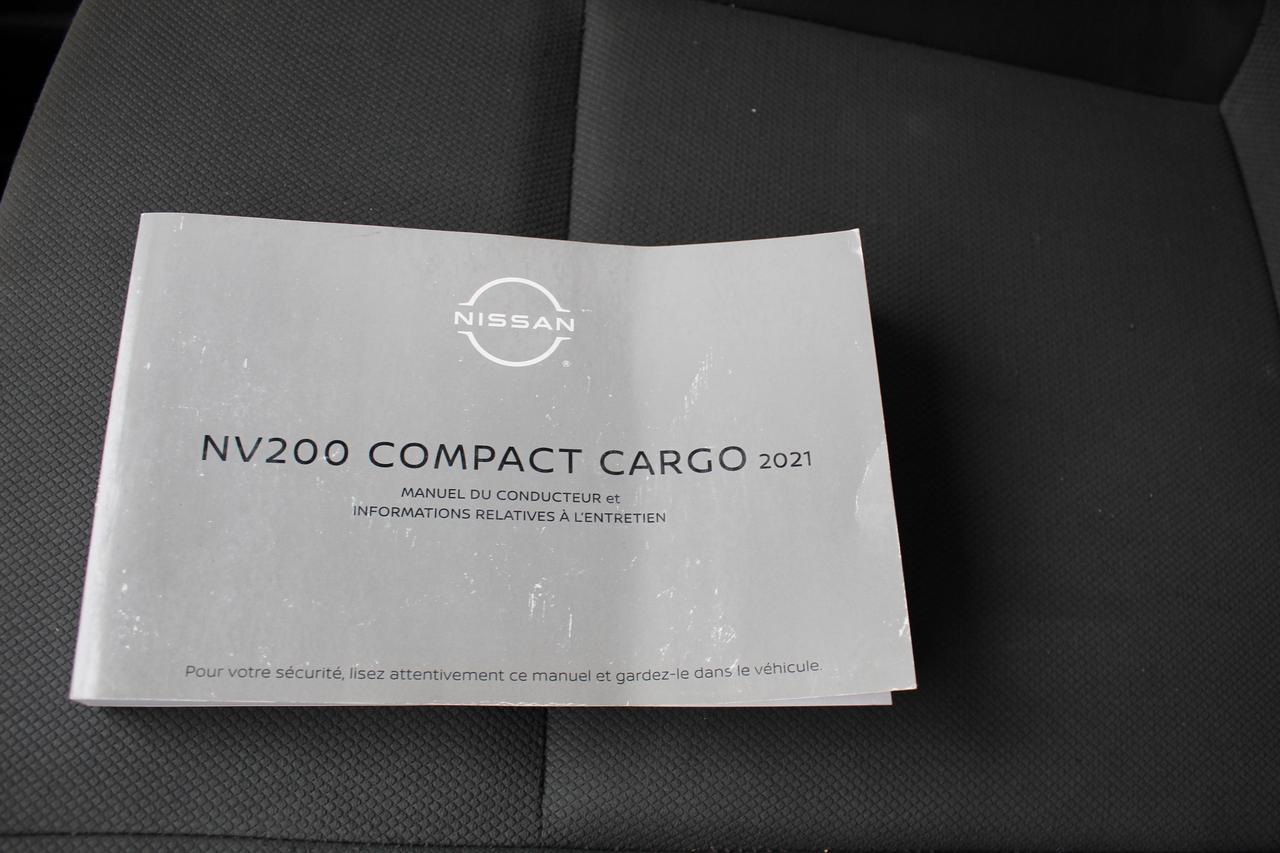 NISSAN
®
NV200 COMPACT CARGO 2021
MANUEL DU CONDUCTEUR et
INFORMATIONS RELATIVES À L'ENTRETIEN
Pour votre sécurité, lisez attentivement ce manuel et gardez-le dans le véhicule.